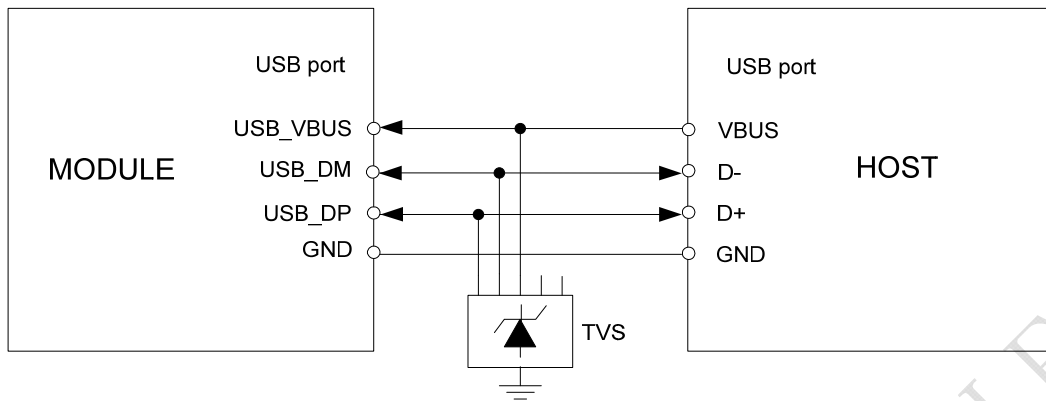 USB port
USB_VBUS
USB_DM
USB_DP
GND
MODULE
USB port
VBUS
D-
D+
GND
HOST
TVS